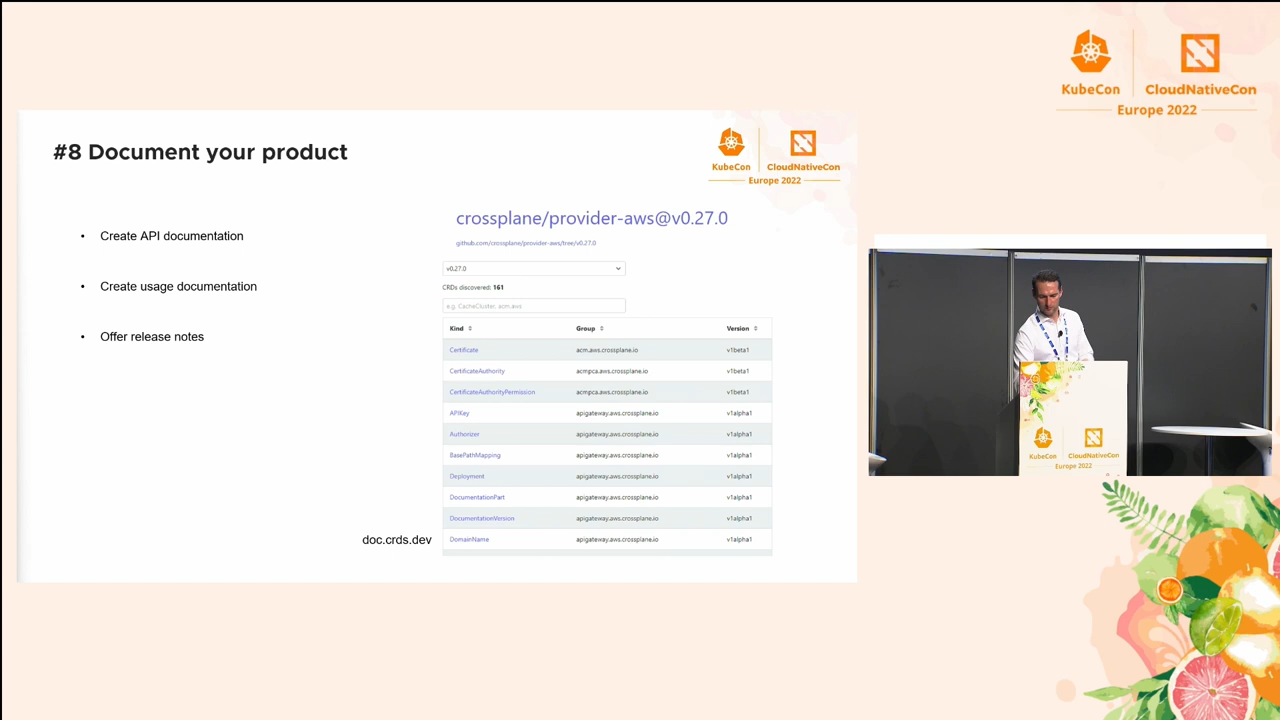 KubeCon
CloudNativeCon
Europe 2022
#8 Document your product
KubeCon
CloudNativeCon
Europe 2022
• Create API documentation
• Create usage documentation
• Offer release notes
crossplane/provider-aws@v0.27.0
github.com/crossplane/provider-aws/tree/v0.27.0
v0.27.0
CRDs discovered: 161
e.g. CacheCluster, acm.aws
Kind Group Version
Certificate acm.aws.crossplane.io v1beta1
CertificateAuthority acmpca.aws.crossplane.io v1beta1
CertificateAuthorityPermission acmpca.aws.crossplane.io v1beta1
APIKey apigateway.aws.crossplane.io v1alpha1
Authorizer apigateway.aws.crossplane.io v1alpha1
BasePathMapping apigateway.aws.crossplane.io v1alpha1
Deployment apigateway.aws.crossplane.io v1alpha1
DocumentationPart apigateway.aws.crossplane.io v1alpha1
DocumentationVersion apigateway.aws.crossplane.io v1alpha1
DomainName apigateway.aws.crossplane.io v1alpha1
doc.crds.dev
KubeCon
CloudNativeCon
Europe 2022